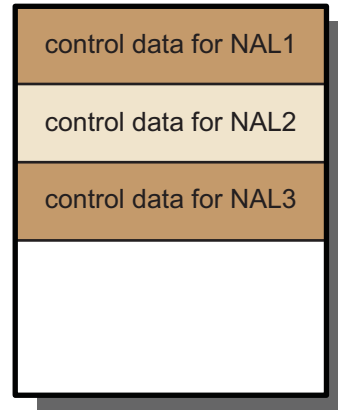 control data for NAL1
control data for NAL2
control data for NAL3